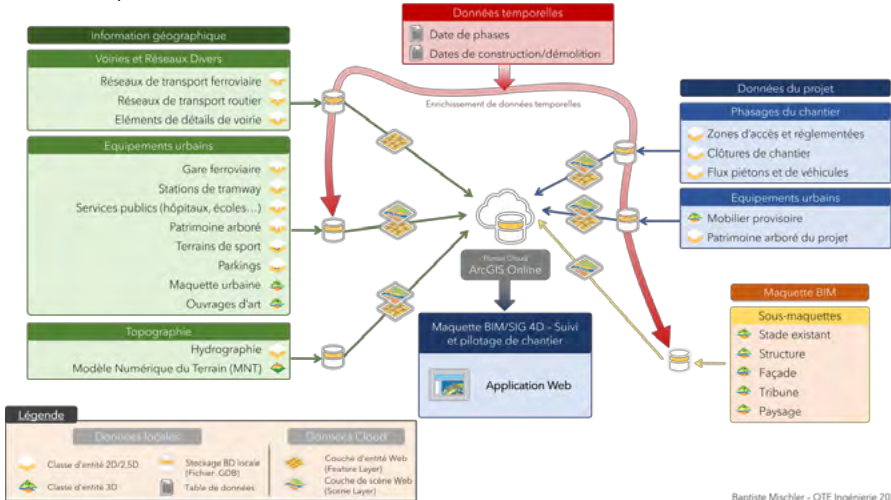 Données temporelles
Date de phases
Dates de construction/démolition
Enrichissement de données temporelles
Information géographique
Voiries et Réseaux Divers
Réseaux de transport ferroviaire
Réseaux de transport routier
Eléments de détails de voirie
Equipements urbains
Gare ferroviaire
Stations de tramway
Services publics (hôpitaux, écoles...)
Patrimoine arboré
Terrains de sport
Parkings
Maquette urbaine
Ouvrages d'art
Topographie
Hydrographie
Modèle Numérique du Terrain (MNT)
Portail Cloud
ArcGIS Online
Maquette BIM/SIG 4D - Suivi
et pilotage de chantier
Application Web
Données du projet
Phasages du chantier
Zones d'accès et réglementées
Clôtures de chantier
Flux piétons et de véhicules
Equipements urbains
Mobilier provisoire
Patrimoine arboré du projet
Maquette BIM
Sous-maquettes
Stade existant
Structure
Façade
Tribune
Paysage
Légende
Données locales
Classe d'entité 2D/2,5D
Classe d'entité 3D
Stockage BD locale
(Fichier .GDB)
Table de données
Données Cloud
Couche d'entité Web
(Feature Layer)
Couche de scène Web
(Scene Layer)
Baptiste Mischler - OTE Ingénierie